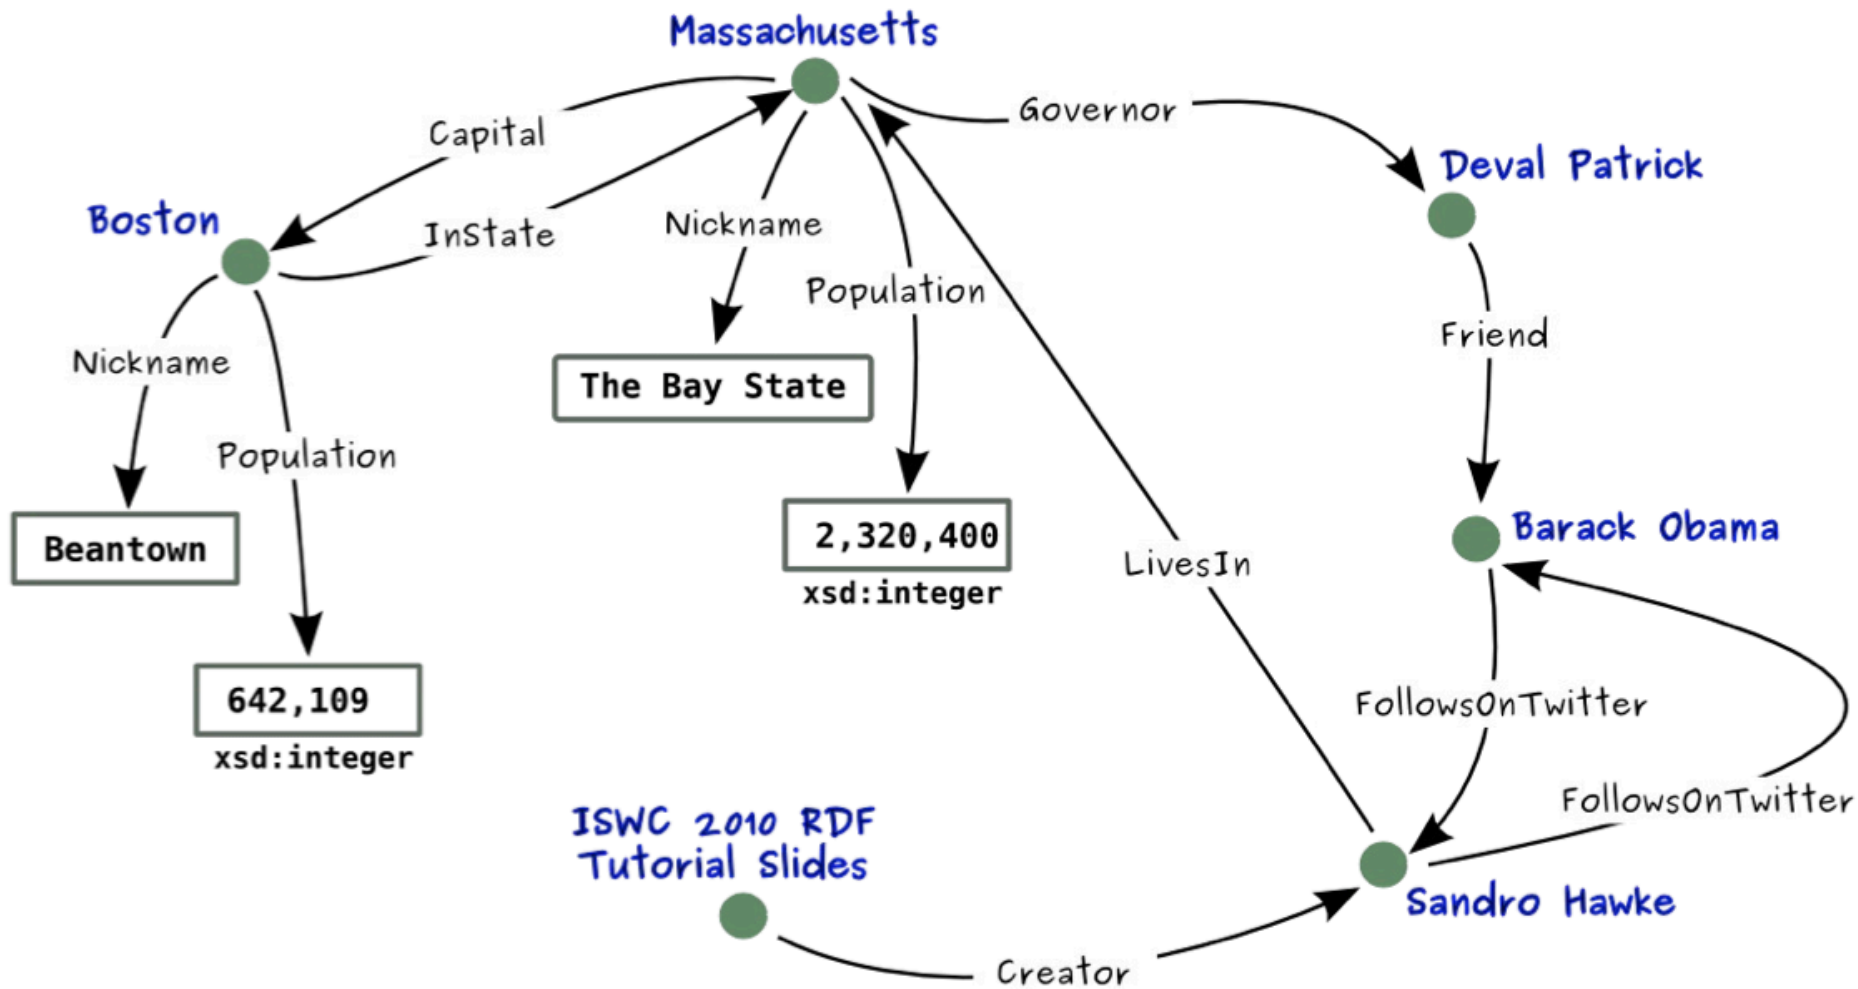 Massachusetts
Governor
Capital
Deval Patrick
Boston
InState
Nickname
Population
Friend
Nickname
The Bay State
Population
Barack Obama
2,320,400
Beantown
LivesIn
xsd:integer
642,109
FollowsOnTwitter
xsd:integer
FollowsOnTwitter
ISWC 2010 RDF
Tutorial Slides
Sandro Hawke
Creator